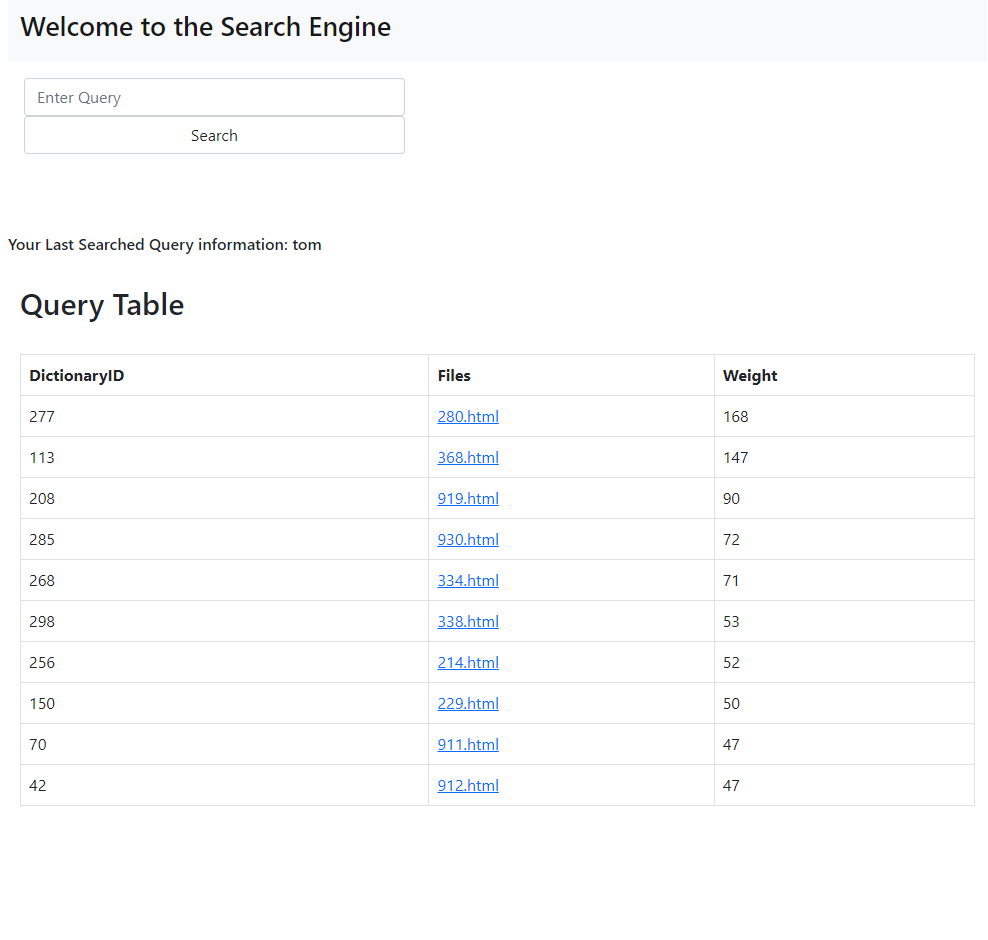 Welcome to the Search Engine
Enter Query
Search
Your Last Searched Query information: tom
Query Table
DictionaryID Files Weight
277 280.html 168
113 368.html 147
208 919.html 90
285 930.html 72
268 334.html 71
298 338.html 53
256 214.html 52
150 229.html 50
70 911.html 47
42 912.html 47